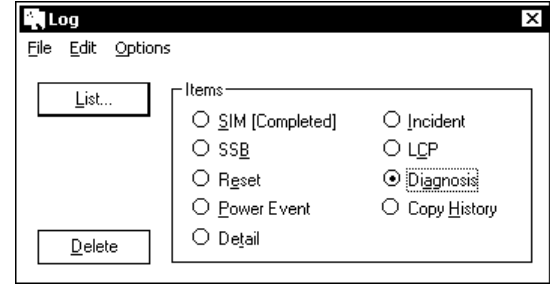 Log
File Edit Options
List...
Items
SIM [Completed]
Incident
SSB
LCP
Reset
Diagnosis
Power Event
Copy History
Detail
Delete